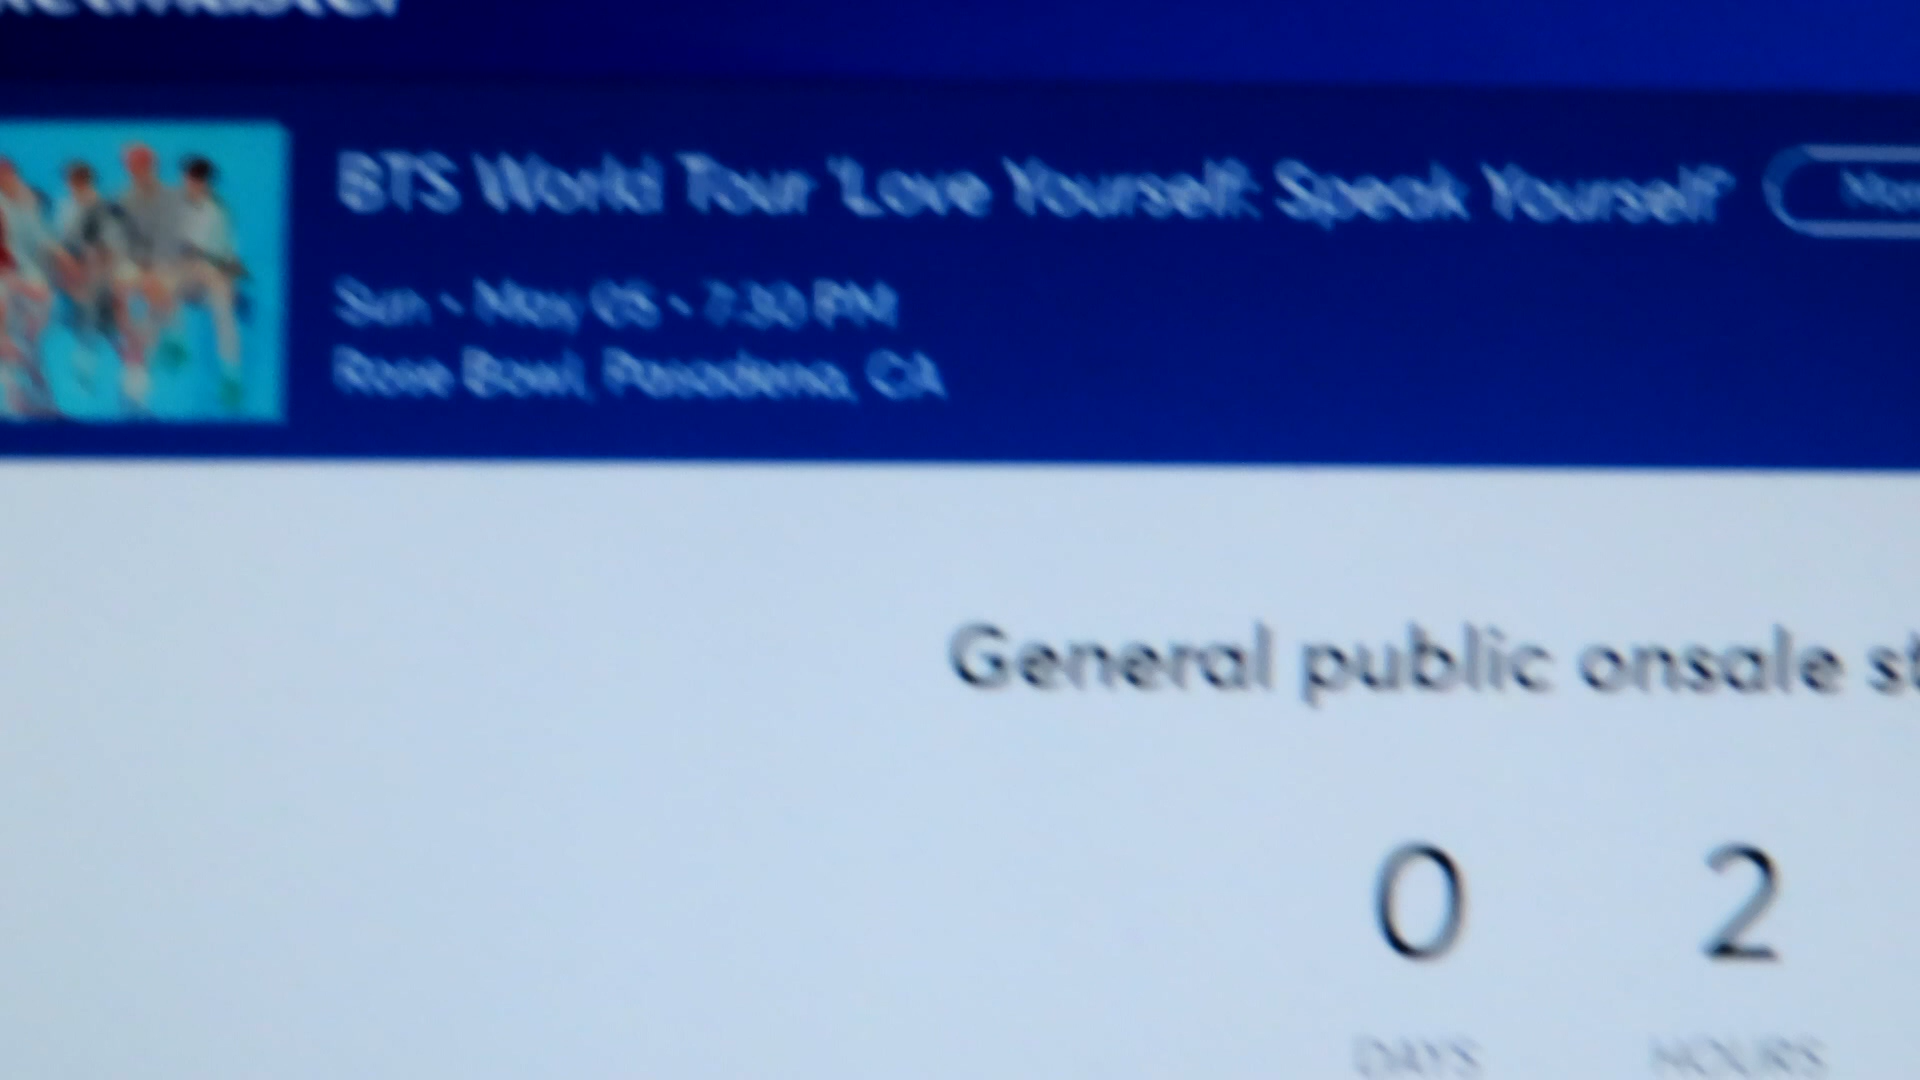 BTS World Tour 'Love Yourself: Speak Yourself'
Sun • May 05 • 7:30 PM
Rose Bowl, Pasadena, CA
General public onsale
0 2
DAYS HOURS